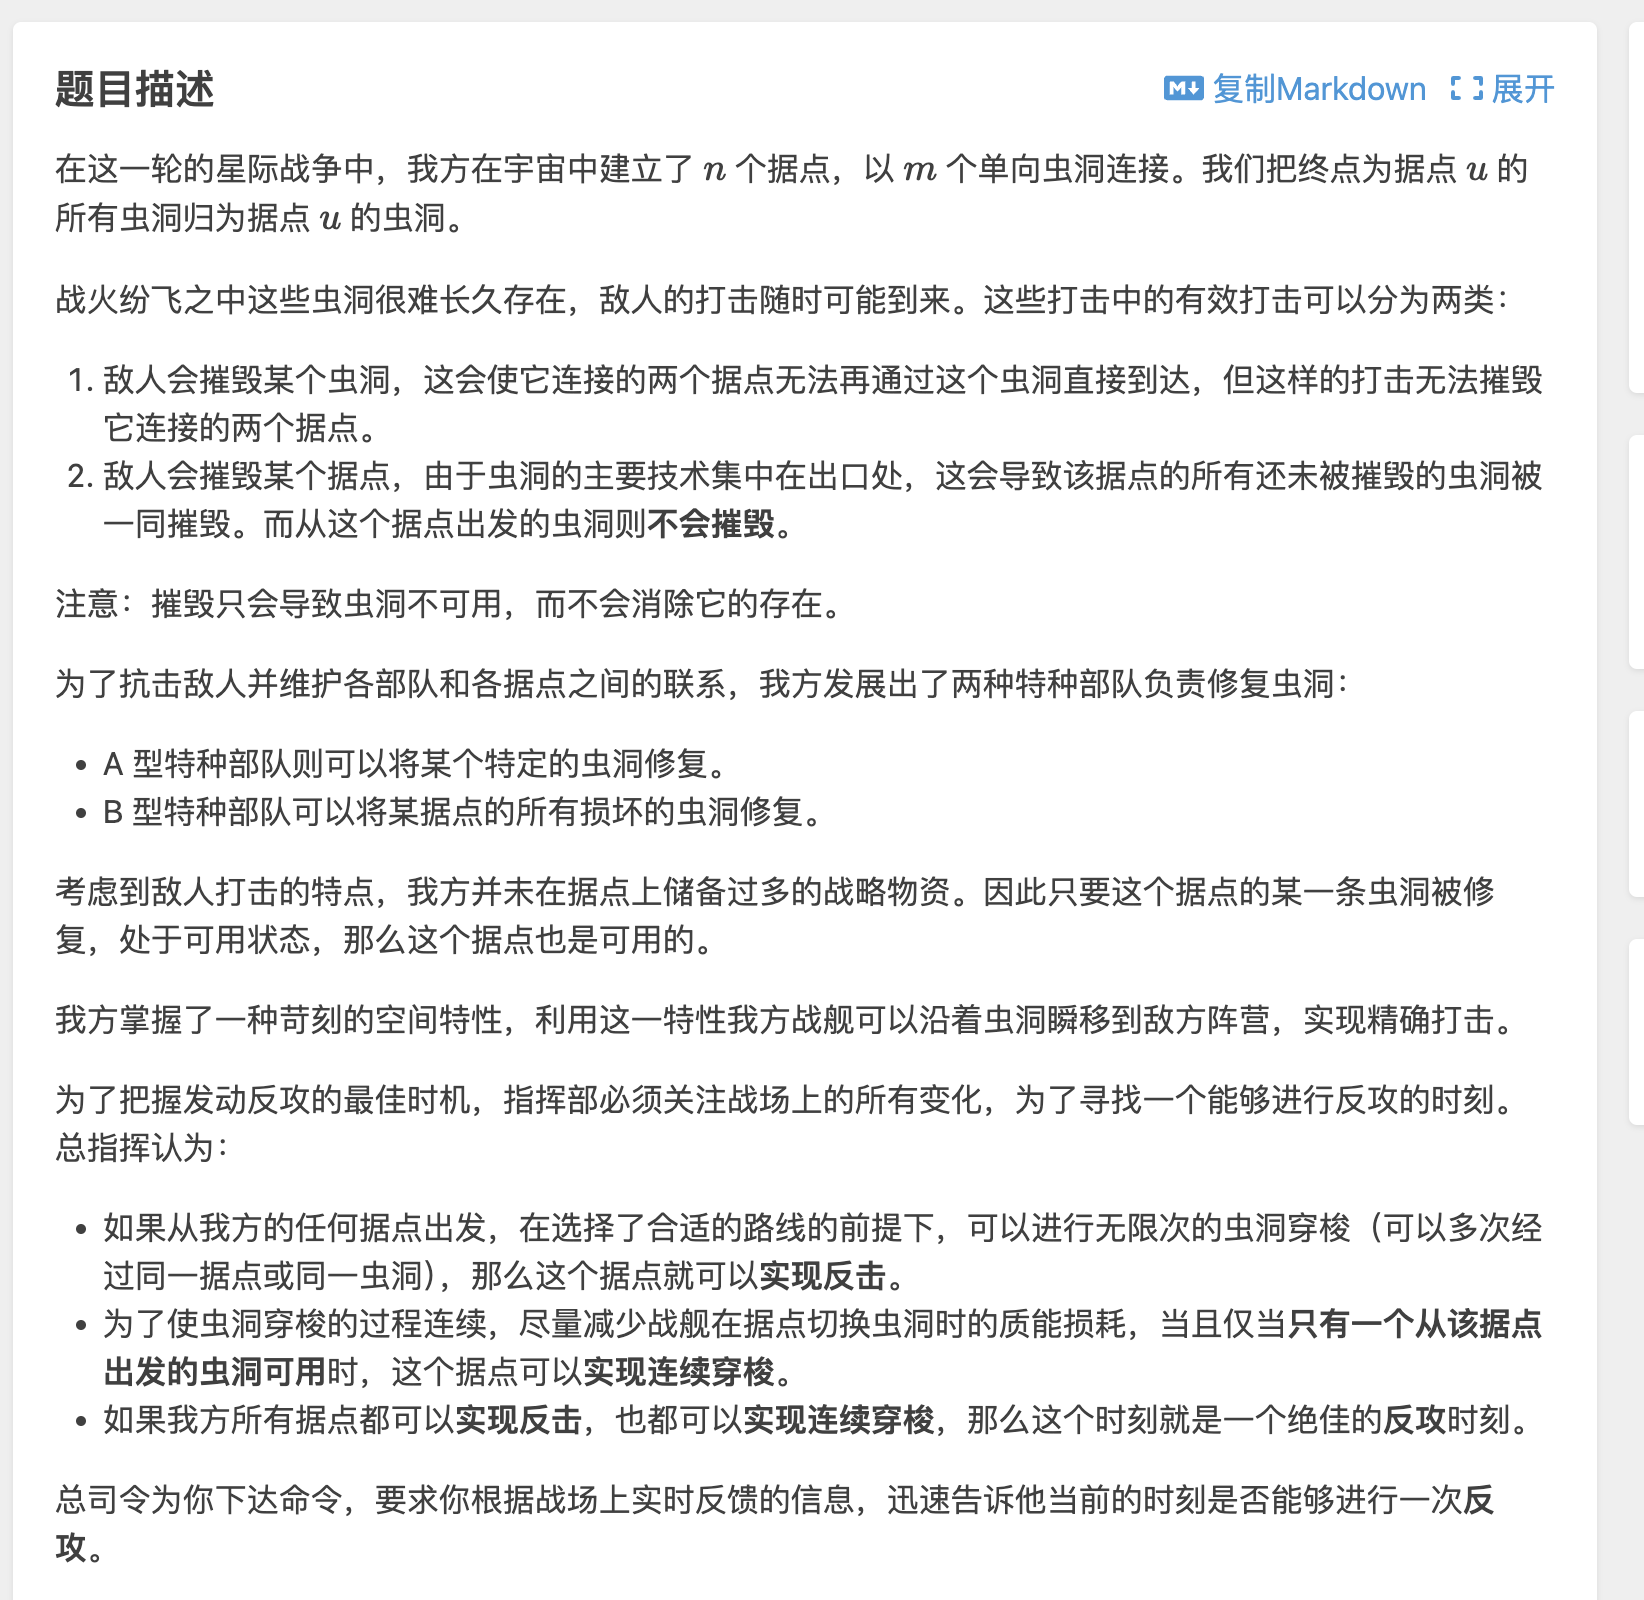 题目描述
复制Markdown 展开
在这一轮的星际战争中，我方在宇宙中建立了 n 个据点，以 m 个单向虫洞连接。我们把终点为据点 u 的
所有虫洞归为据点 u 的虫洞。
战火纷飞之中这些虫洞很难长久存在，敌人的打击随时可能到来。这些打击中的有效打击可以分为两类：
1. 敌人会摧毁某个虫洞，这会使它连接的两个据点无法再通过这个虫洞直接到达，但这样的打击无法摧毁
它连接的两个据点。
2. 敌人会摧毁某个据点，由于虫洞的主要技术集中在出口处，这会导致该据点的所有还未被摧毁的虫洞被
一同摧毁。而从这个据点出发的虫洞则不会摧毁。
注意：摧毁只会导致虫洞不可用，而不会消除它的存在。
为了抗击敌人并维护各部队和各据点之间的联系，我方发展出了两种特种部队负责修复虫洞：
• A 型特种部队则可以将某个特定的虫洞修复。
• B 型特种部队可以将某据点的所有损坏的虫洞修复。
考虑到敌人打击的特点，我方并未在据点上储备过多的战略物资。因此只要这个据点的某一条虫洞被修
复，处于可用状态，那么这个据点也是可用的。
我方掌握了一种苛刻的空间特性，利用这一特性我方战舰可以沿着虫洞瞬移到敌方阵营，实现精确打击。
为了把握发动反攻的最佳时机，指挥部必须关注战场上的所有变化，为了寻找一个能够进行反攻的时刻。
总指挥认为：
• 如果从我方的任何据点出发，在选择了合适的路线的前提下，可以进行无限次的虫洞穿梭（可以多次经
过同一据点或同一虫洞），那么这个据点就可以实现反击。
• 为了使虫洞穿梭的过程连续，尽量减少战舰在据点切换虫洞时的质能损耗，当且仅当只有一个从该据点
出发的虫洞可用时，这个据点可以实现连续穿梭。
• 如果我方所有据点都可以实现反击，也都可以实现连续穿梭，那么这个时刻就是一个绝佳的反攻时刻。
总司令为你下达命令，要求你根据战场上实时反馈的信息，迅速告诉他当前的时刻是否能够进行一次反
攻。